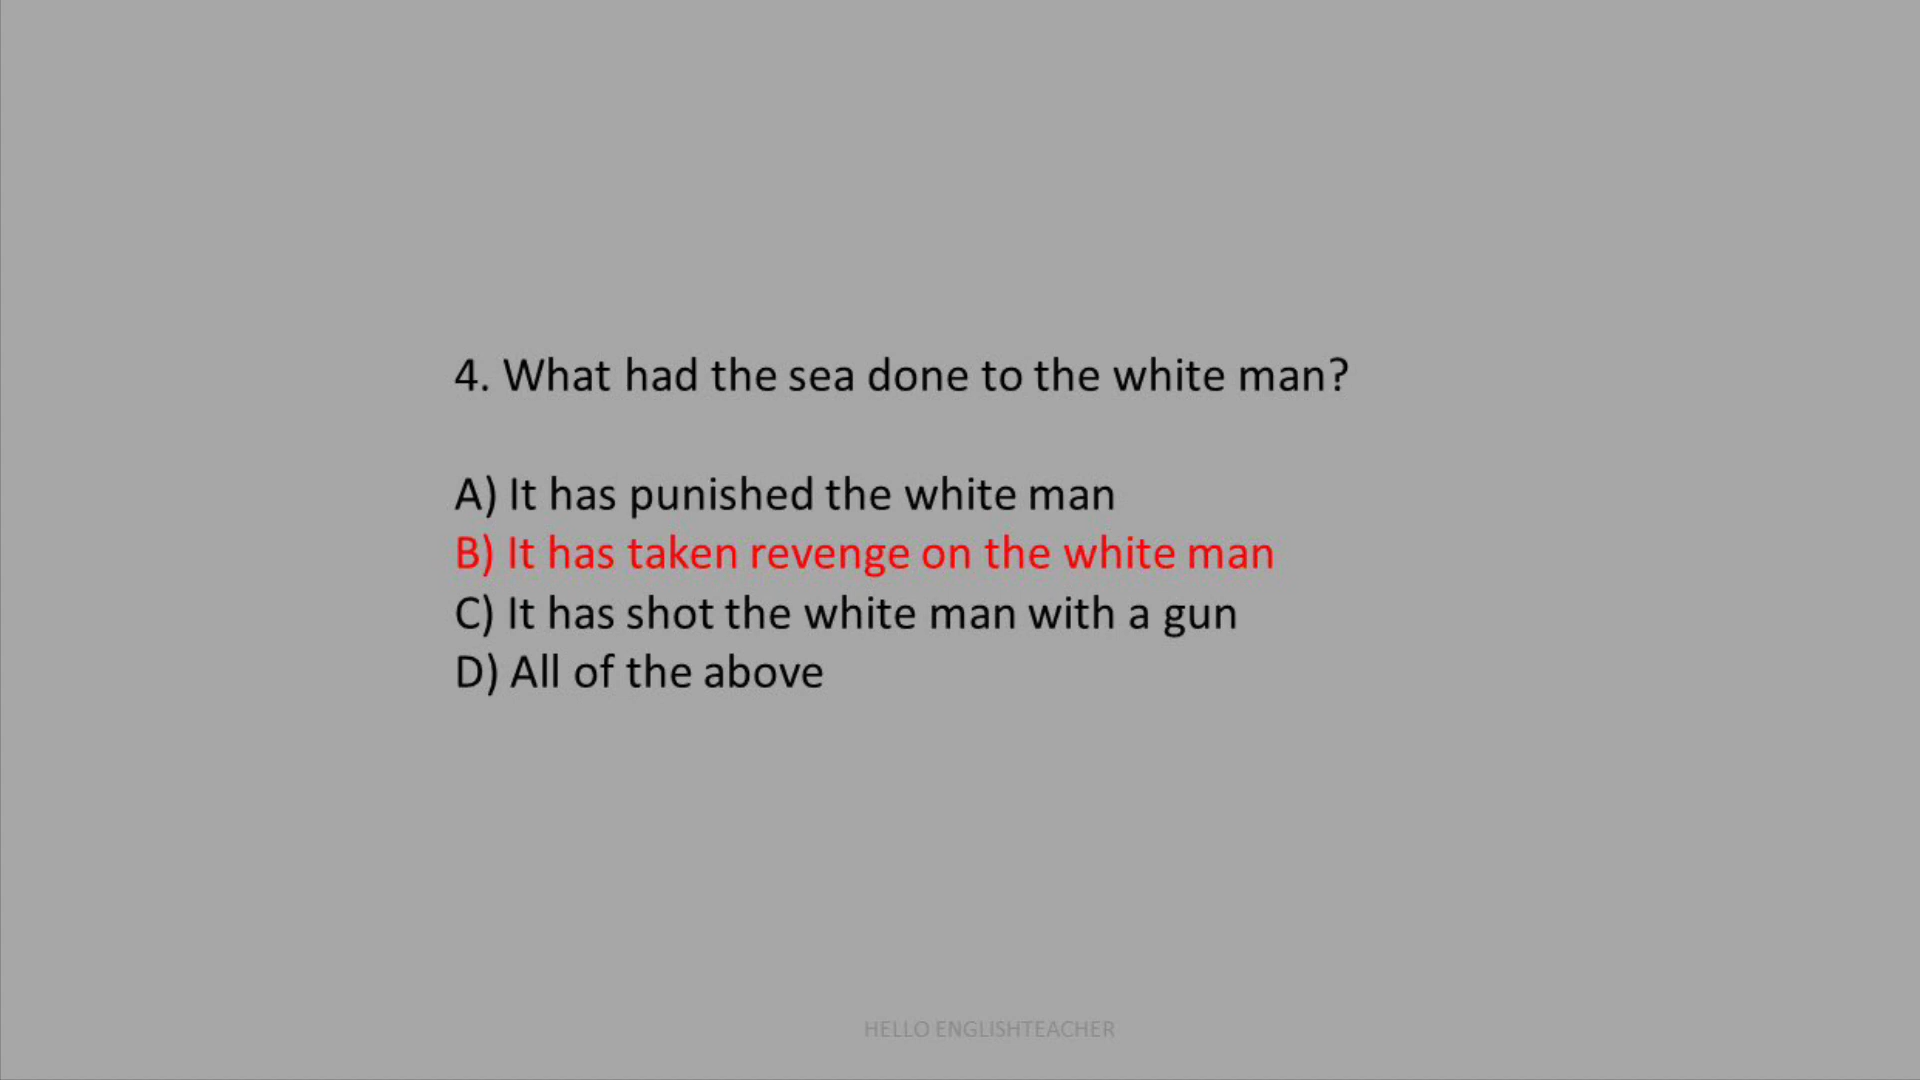 4. What had the sea done to the white man?
A) It has punished the white man
B) It has taken revenge on the white man
C) It has shot the white man with a gun
D) All of the above
HELLO ENGLISHTEACHER